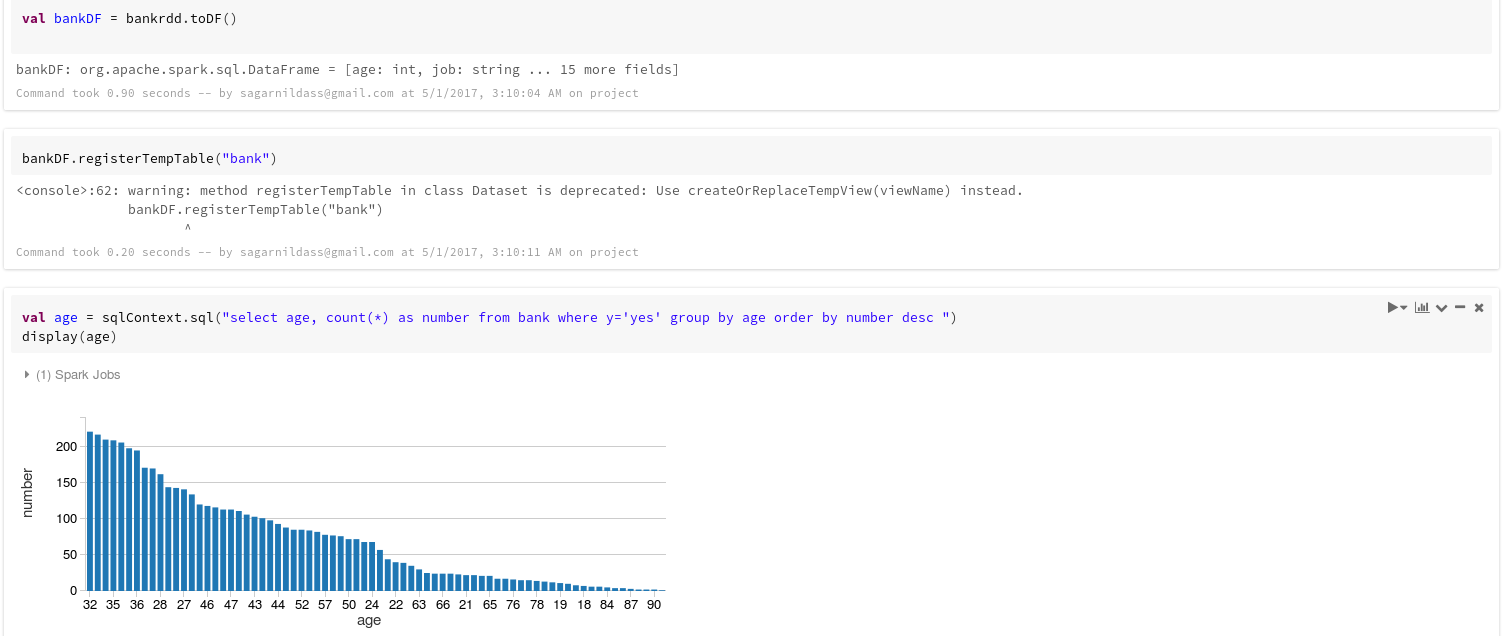 val bankDF = bankrdd.toDF()
bankDF: org.apache.spark.sql.DataFrame = [age: int, job: string ... 15 more fields]
Command took 0.90 seconds -- by sagarnildass@gmail.com at 5/1/2017, 3:10:04 AM on project
bankDF.registerTempTable("bank")
<console>:62: warning: method registerTempTable in class Dataset is deprecated: Use createOrReplaceTempView(viewName) instead.
bankDF.registerTempTable("bank")
^
Command took 0.20 seconds -- by sagarnildass@gmail.com at 5/1/2017, 3:10:11 AM on project
val age = sqlContext.sql("select age, count(*) as number from bank where y='yes' group by age order by number desc ")
display(age)
(1) Spark Jobs
200
150
100
50
0
number
32 35 36 28 27 46 47 43 44 52 57 50 24 22 63 66 21 65 76 78 19 18 84 87 90
age